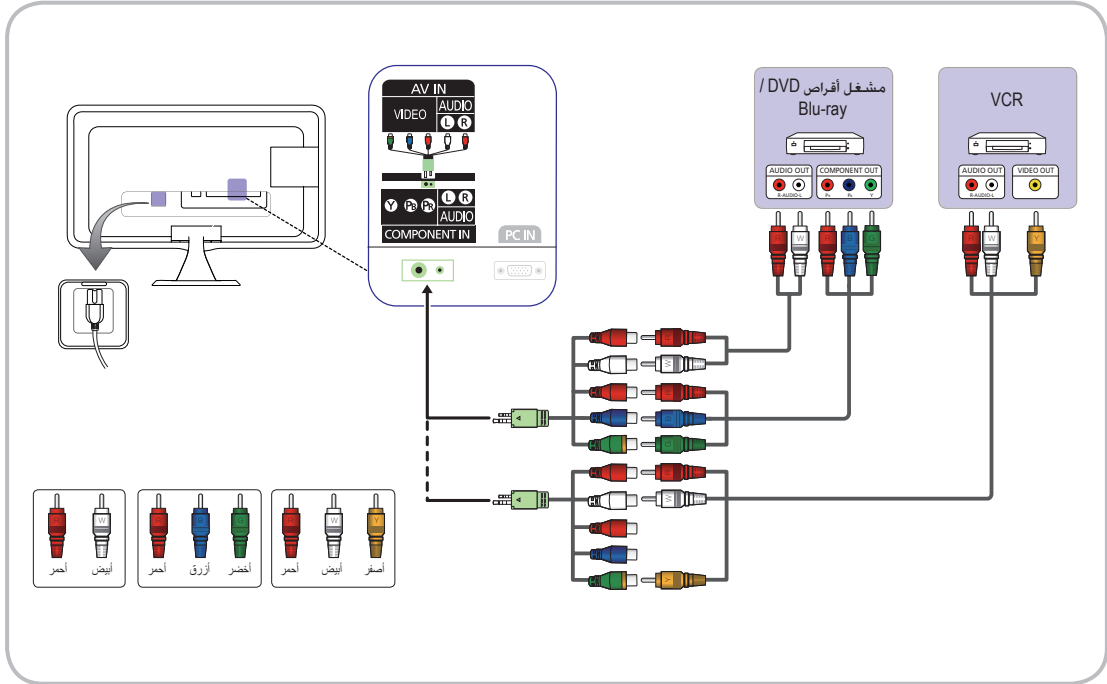 AV IN
VIDEO
AUDIO
L R
Y PB PR
L R
AUDIO
COMPONENT IN
PC IN
مشغل أقراص DVD /
Blu-ray
AUDIO OUT
R-AUDIO-L
COMPONENT OUT
PR PB Y
VCR
AUDIO OUT
R-AUDIO-L
VIDEO OUT
R W R B G
R W Y
R
W
R
B
G
R
W
Y
R W
أحمر أبيض
R B G
أحمر أزرق أخضر
R W Y
أحمر أبيض أصفر